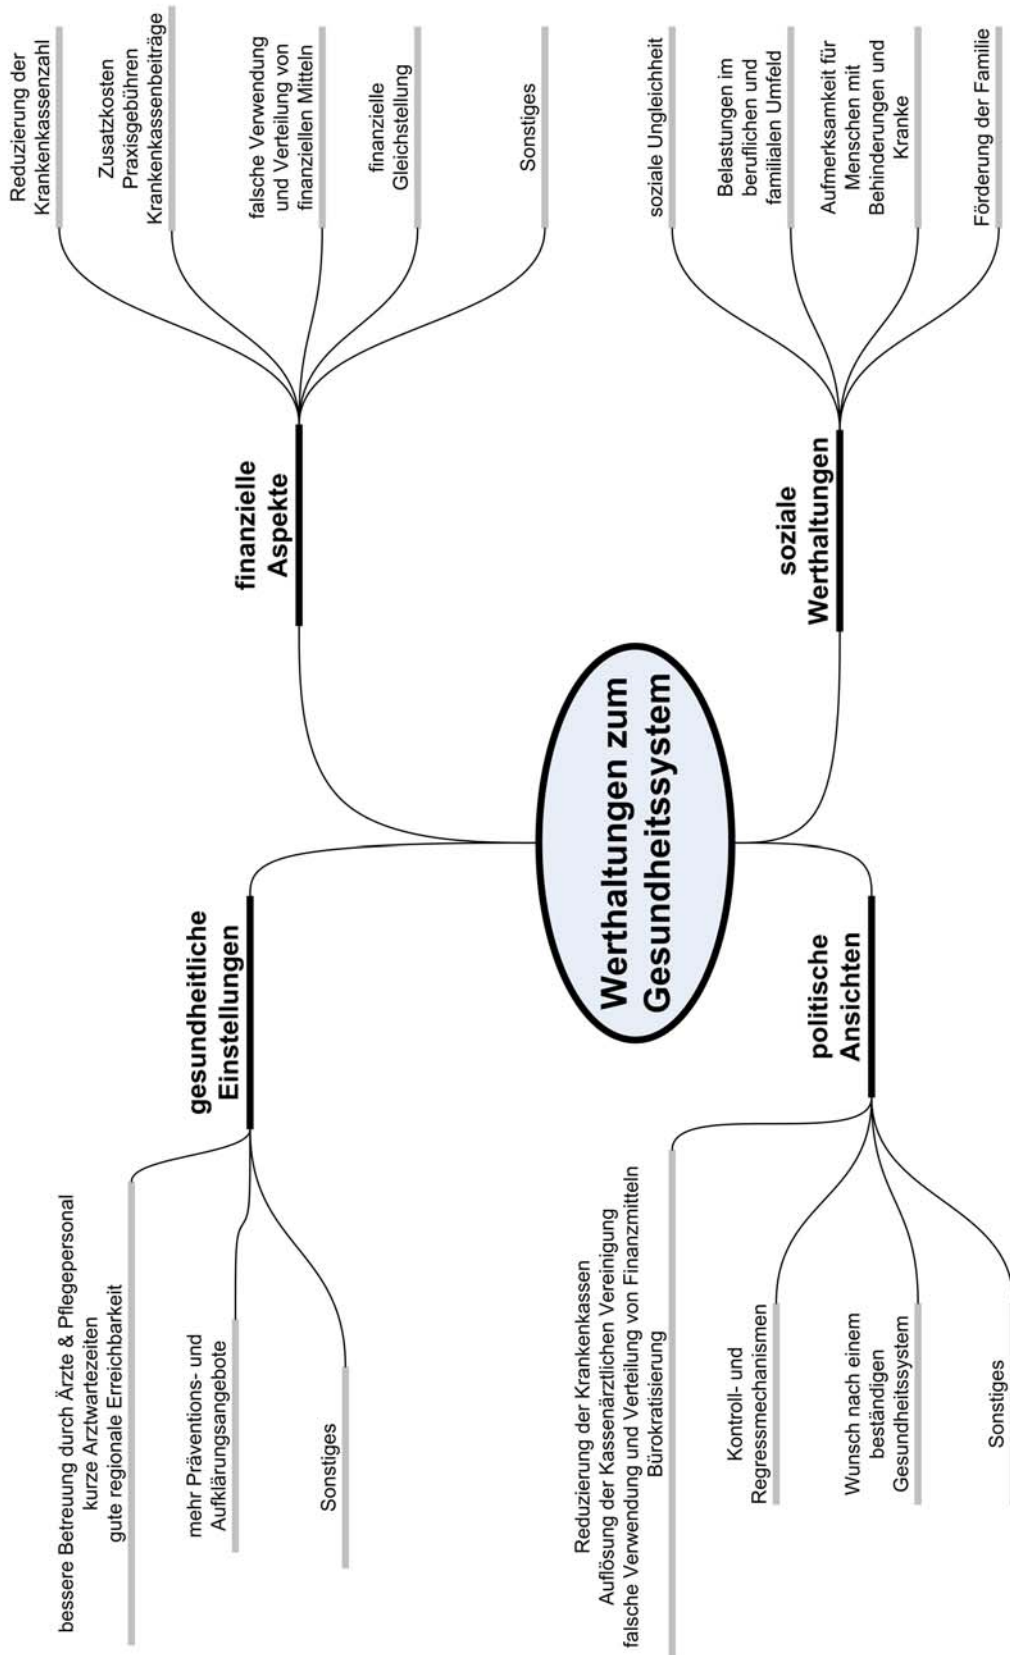 bessere Betreuung durch Ärzte & Pflegepersonal
kurze Arztwartezeiten
gute regionale Erreichbarkeit
mehr Präventions- und
Aufklärungsangebote
Sonstiges
gesundheitliche
Einstellungen
finanzielle
Aspekte
Reduzierung der
Krankenkassenzahl
Zusatzkosten
Praxisgebühren
Krankenkassenbeiträge
falsche Verwendung
und Verteilung von
finanziellen Mitteln
finanzielle
Gleichstellung
Sonstiges
Werthaltungen zum
Gesundheitssystem
Reduzierung der Krankenkassen
Auflösung der Kassenärztlichen Vereinigung
falsche Verwendung und Verteilung von Finanzmitteln
Bürokratisierung
Kontroll- und
Regressmechanismen
Wunsch nach einem
beständigen
Gesundheitssystem
Sonstiges
politische
Ansichten
soziale
Werthaltungen
soziale Ungleichheit
Belastungen im
beruflichen und
familialen Umfeld
Aufmerksamkeit für
Menschen mit
Behinderungen und
Kranke
Förderung der Familie